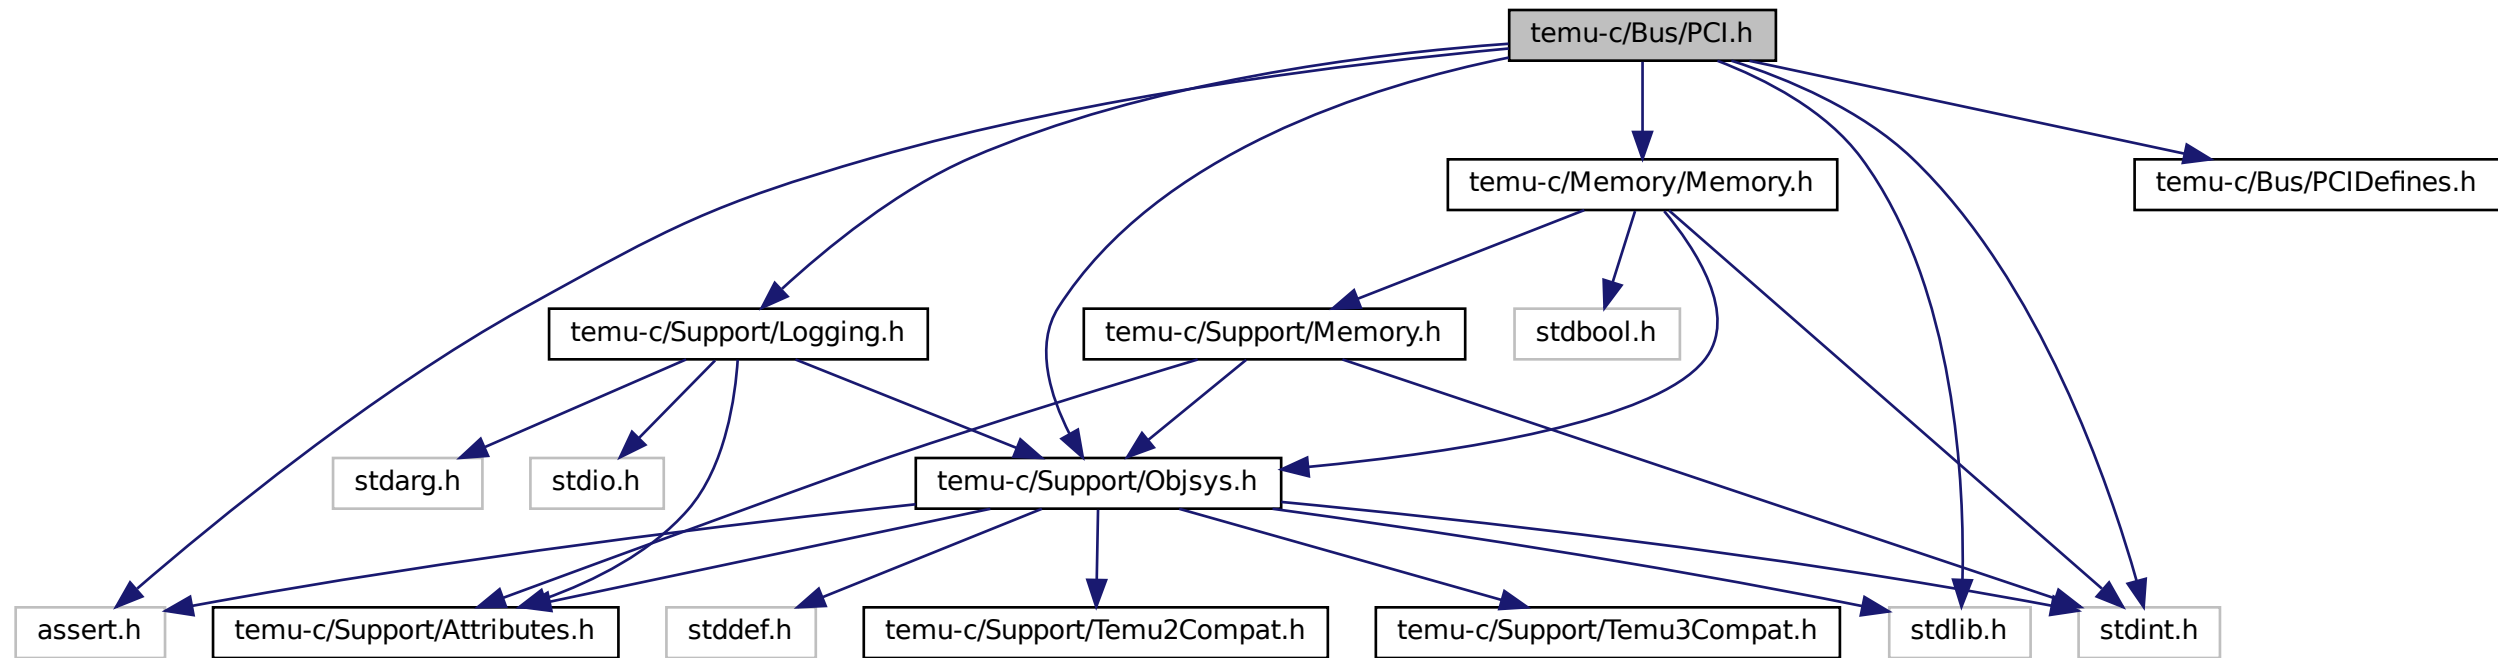 temu-c/Bus/PCI.h
temu-c/Memory/Memory.h
temu-c/Bus/PCIDefines.h
temu-c/Support/Logging.h
temu-c/Support/Memory.h
stdbool.h
stdarg.h
stdio.h
temu-c/Support/Objsys.h
assert.h
temu-c/Support/Attributes.h
stddef.h
temu-c/Support/Temu2Compat.h
temu-c/Support/Temu3Compat.h
stdlib.h
stdint.h